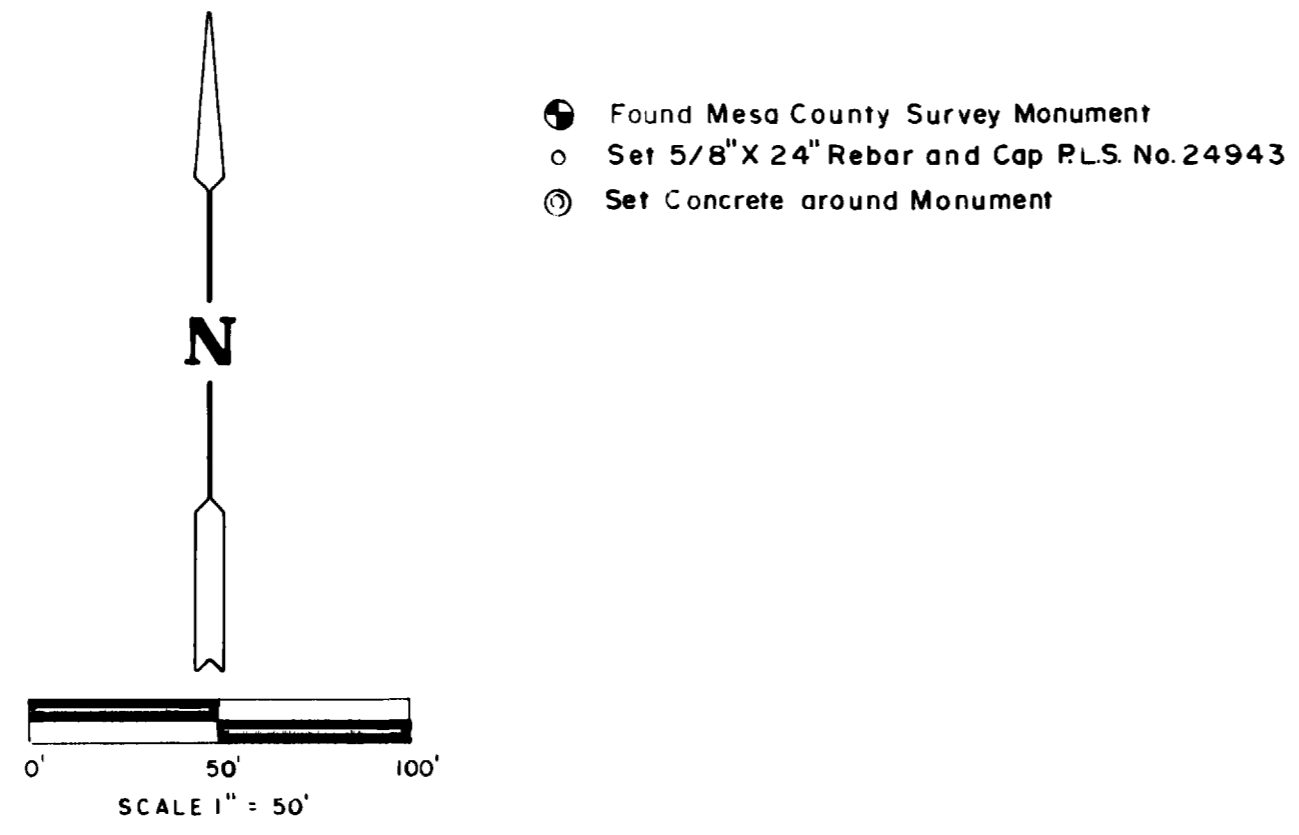 Found Mesa County Survey Monument
Set 5/8" X 24" Rebar and Cap P.L.S. No. 24943
Set Concrete around Monument
N
0' 50' 100'
SCALE 1" = 50'